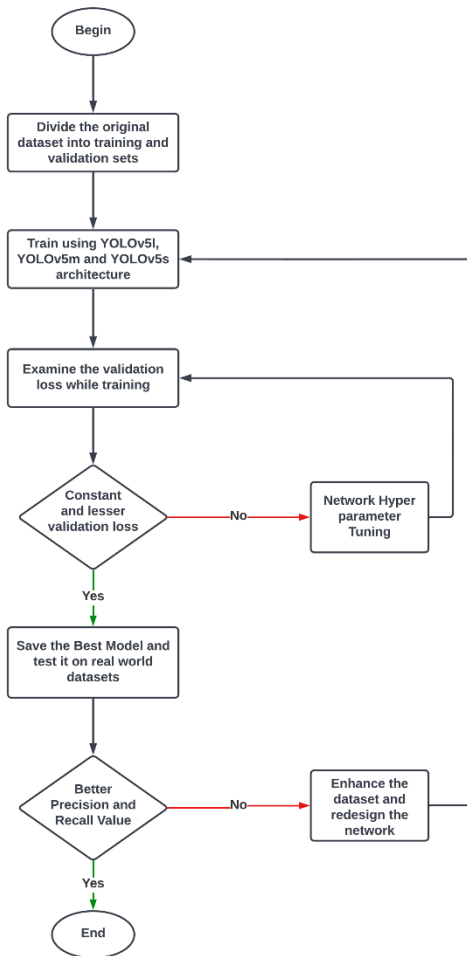 Begin
Divide the original
dataset into training and
validation sets
Train using YOLOv5l,
YOLOv5m and YOLOv5s
architecture
Examine the validation
loss while training
Constant
and lesser
validation loss
No
Network Hyper
parameter
Tuning
Yes
Save the Best Model and
test it on real world
datasets
Better
Precision and
Recall Value
No
Enhance the
dataset and
redesign the
network
Yes
End